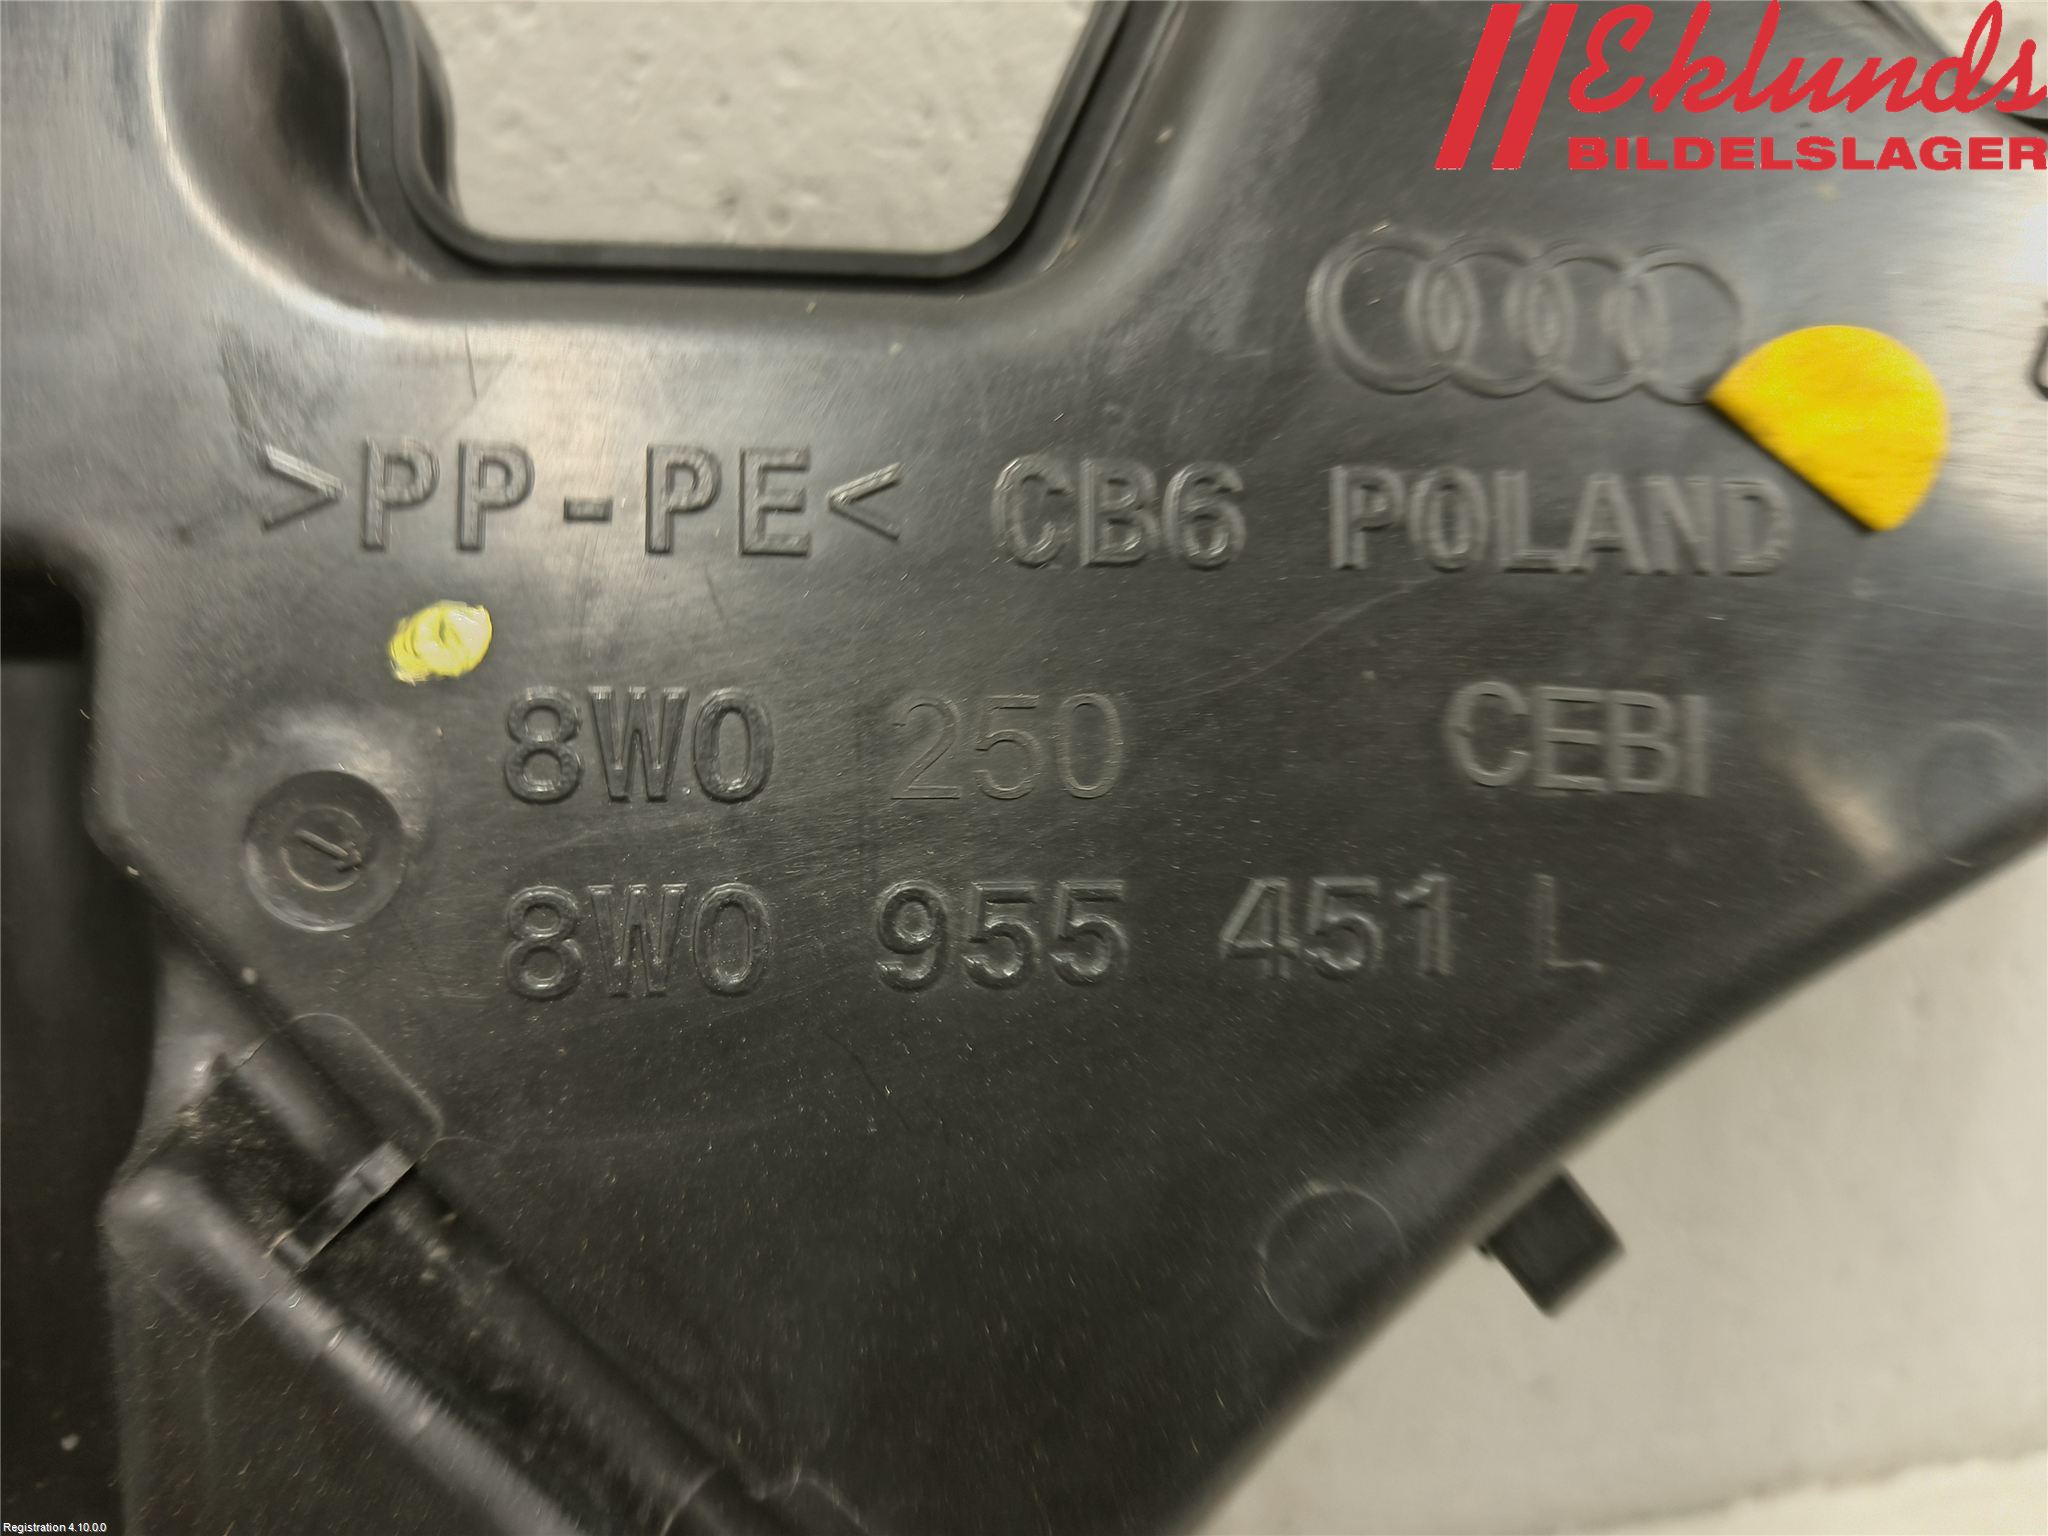 Eklunds
BILDELSLAGER
>PP-PE< CB6 POLAND
8W0 250 CEBI
8W0 955 451 L
Registration 4.10.0.0